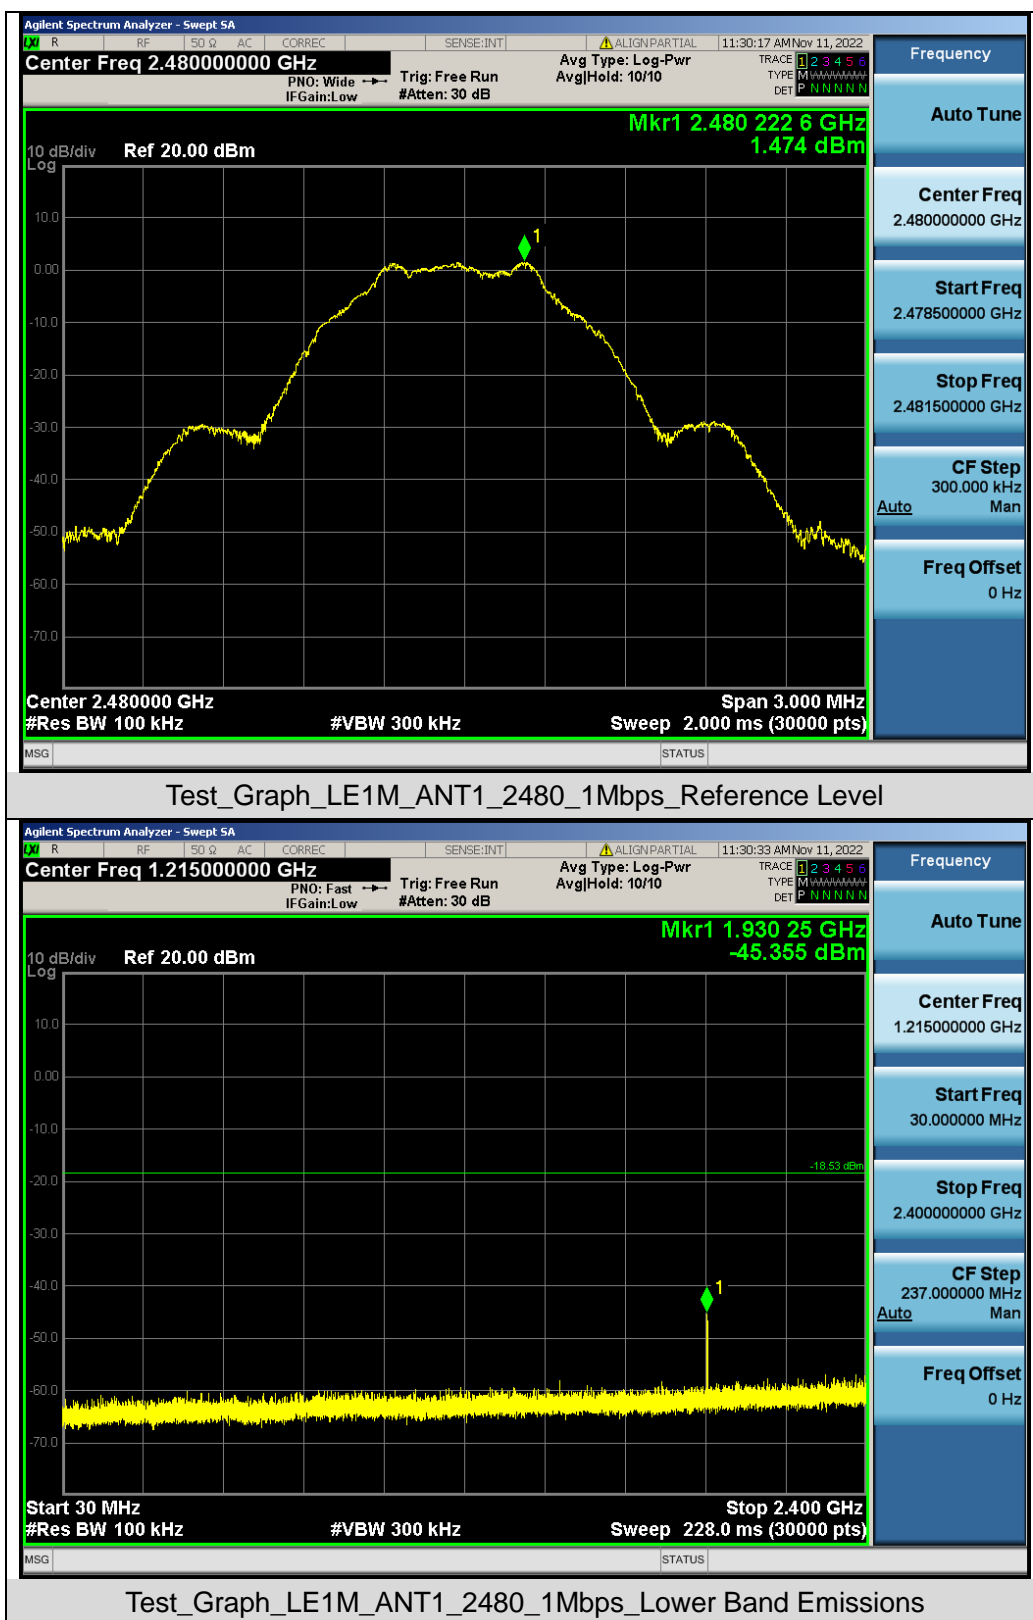 Agilent Spectrum Analyzer - Swept SA
LXI R RF 50 Ω AC CORREC SENSE:INT ALIGNPARTIAL 11:30:17 AM Nov 11, 2022
Center Freq 2.480000000 GHz
PNO: Wide
IFGain:Low
Trig: Free Run
#Atten: 30 dB
Avg Type: Log-Pwr
Avg|Hold: 10/10
TRACE 1 2 3 4 5 6
TYPE M
DET P N N N N N
Mkr1 2.480 222 6 GHz
1.474 dBm
10 dB/div Ref 20.00 dBm
Log
10.0
1
0.00
-10.0
-20.0
-30.0
-40.0
-50.0
-60.0
-70.0
Center 2.480000 GHz Span 3.000 MHz
#Res BW 100 kHz #VBW 300 kHz Sweep 2.000 ms (30000 pts)
MSG STATUS
Frequency
Auto Tune
Center Freq
2.480000000 GHz
Start Freq
2.478500000 GHz
Stop Freq
2.481500000 GHz
CF Step
300.000 kHz
Auto Man
Freq Offset
0 Hz
Test_Graph_LE1M_ANT1_2480_1Mbps_Reference Level
Agilent Spectrum Analyzer - Swept SA
LXI R RF 50 Ω AC CORREC SENSE:INT ALIGNPARTIAL 11:30:33 AM Nov 11, 2022
Center Freq 1.215000000 GHz
PNO: Fast
IFGain:Low
Trig: Free Run
#Atten: 30 dB
Avg Type: Log-Pwr
Avg|Hold: 10/10
TRACE 1 2 3 4 5 6
TYPE M
DET P N N N N N
Mkr1 1.930 25 GHz
-45.355 dBm
10 dB/div Ref 20.00 dBm
Log
10.0
0.00
-10.0
-18.53 dBm
-20.0
-30.0
-40.0
1
-50.0
-60.0
-70.0
Start 30 MHz Stop 2.400 GHz
#Res BW 100 kHz #VBW 300 kHz Sweep 228.0 ms (30000 pts)
MSG STATUS
Frequency
Auto Tune
Center Freq
1.215000000 GHz
Start Freq
30.000000 MHz
Stop Freq
2.400000000 GHz
CF Step
237.000000 MHz
Auto Man
Freq Offset
0 Hz
Test_Graph_LE1M_ANT1_2480_1Mbps_Lower Band Emissions